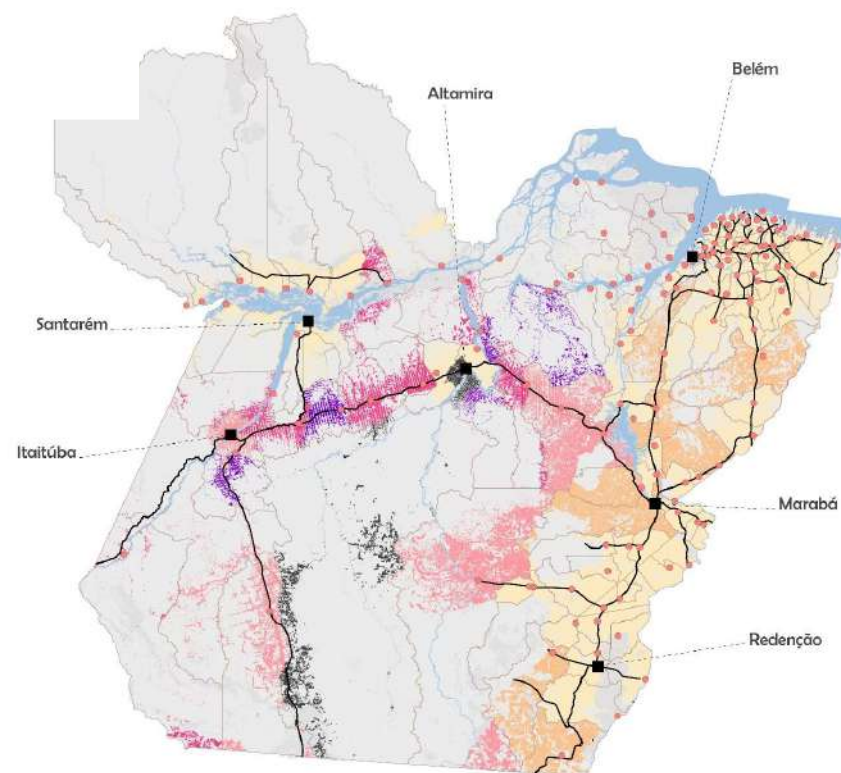 Belém
Altamira
Santarém
Itaitúba
Marabá
Redenção